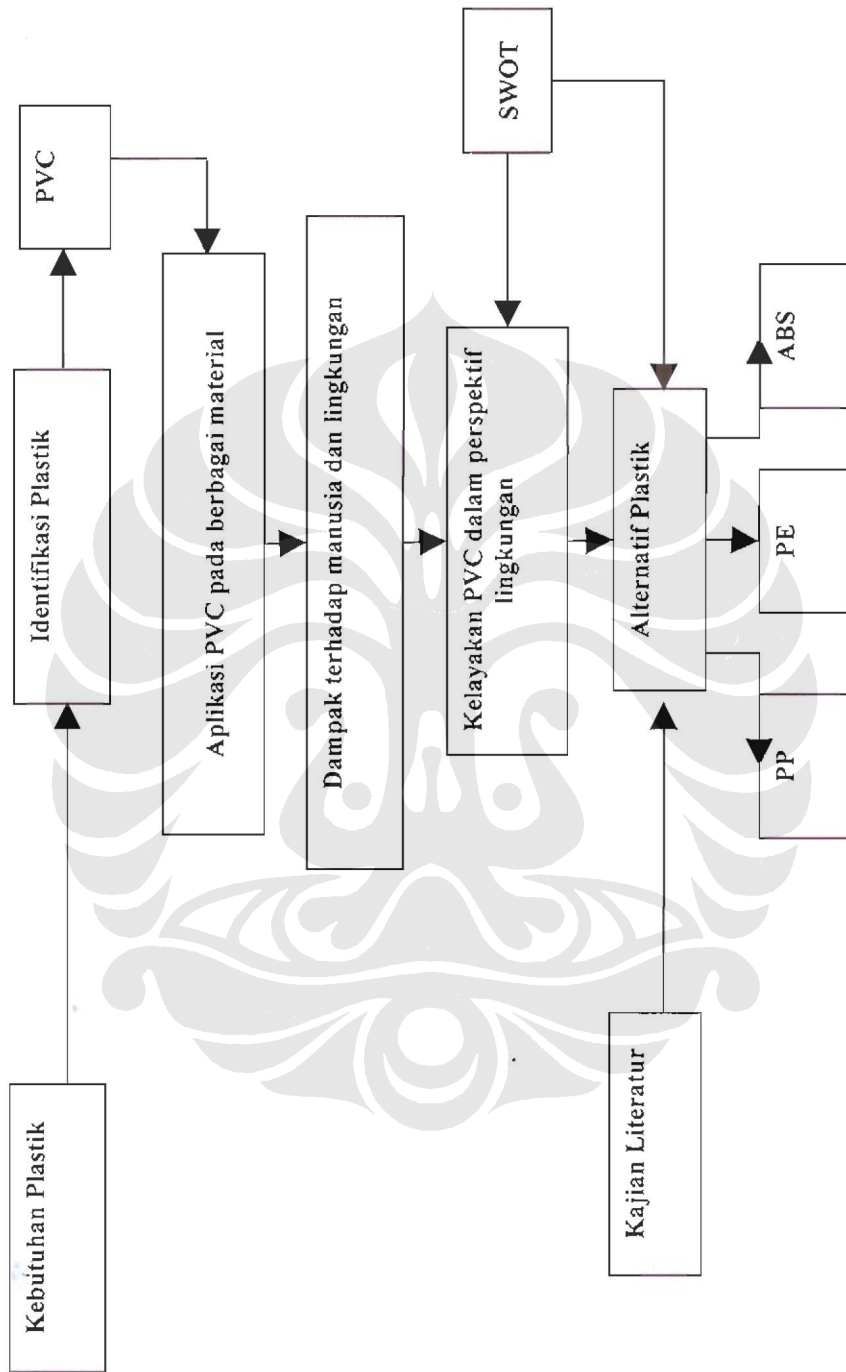 Kebutuhan Plastik
Identifikasi Plastik
PVC
Aplikasi PVC pada berbagai material
Dampak terhadap manusia dan lingkungan
Kelayakan PVC dalam perspektif
lingkungan
SWOT
Kajian Literatur
Alternatif Plastik
PP
PE
ABS